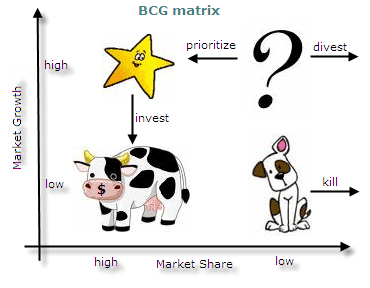 BCG matrix
prioritize
divest
?
high
invest
Market Growth
low
$
kill
high
Market Share
low